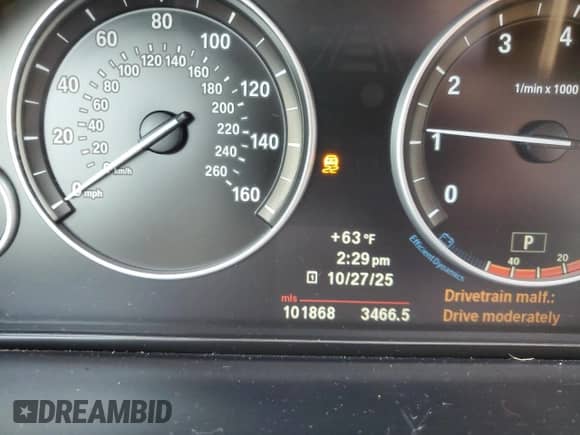 0 20 40 60 80 100 120 140 160
mph
0 20 40 60 80 100 120 140 160 180 200 220 240 260
km/h
0 1 2 3 4
1/min x 1000
EfficientDynamics
P
40 20
+63 °F
2:29 pm
10/27/25
mls
101868 3466.5
Drivetrain malf.:
Drive moderately
DREAMBID